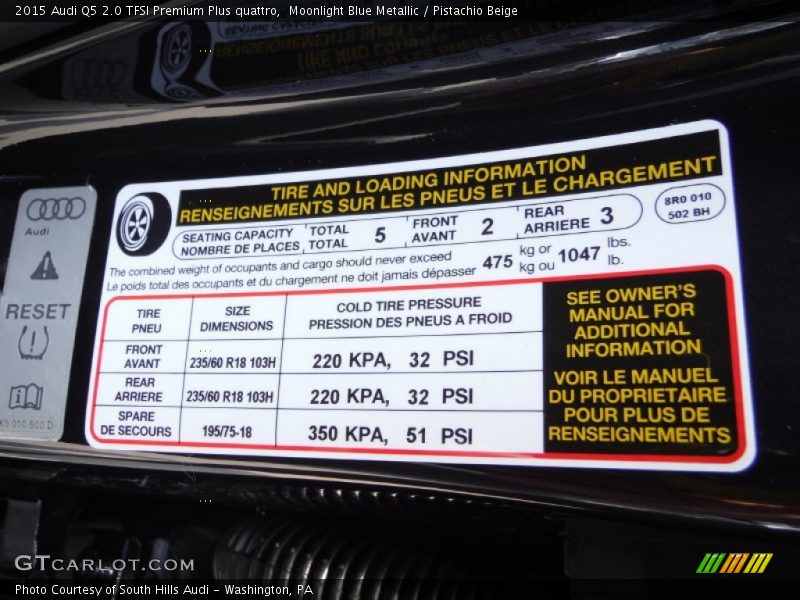 2015 Audi Q5 2.0 TFSI Premium Plus quattro,  Moonlight Blue Metallic / Pistachio Beige
TIRE AND LOADING INFORMATION
RENSEIGNEMENTS SUR LES PNEUS ET LE CHARGEMENT
SEATING CAPACITY TOTAL 5 FRONT 2 REAR 3
NOMBRE DE PLACES TOTAL AVANT ARRIERE
8R0 010
502 BH
The combined weight of occupants and cargo should never exceed 475 kg or 1047 lbs.
Le poids total des occupants et du chargement ne doit jamais dépasser kg ou lb.
TIRE SIZE COLD TIRE PRESSURE
PNEU DIMENSIONS PRESSION DES PNEUS A FROID
FRONT
AVANT 235/60 R18 103H 220 KPA, 32 PSI
REAR
ARRIERE 235/60 R18 103H 220 KPA, 32 PSI
SPARE
DE SECOURS 195/75-18 350 KPA, 51 PSI
SEE OWNER'S
MANUAL FOR
ADDITIONAL
INFORMATION
VOIR LE MANUEL
DU PROPRIETAIRE
POUR PLUS DE
RENSEIGNEMENTS
Audi
RESET
010 500 D
GTCARLOT.COM
Photo Courtesy of South Hills Audi - Washington, PA